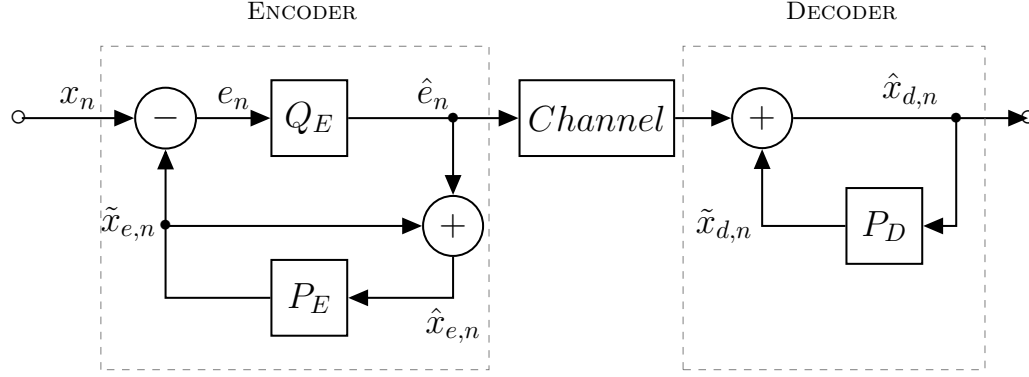 ENCODER
DECODER
x_n
−
e_n
Q_E
ê_n
Channel
+
x̂_{d,n}
x̃_{e,n}
+
x̃_{d,n}
P_D
P_E
x̂_{e,n}